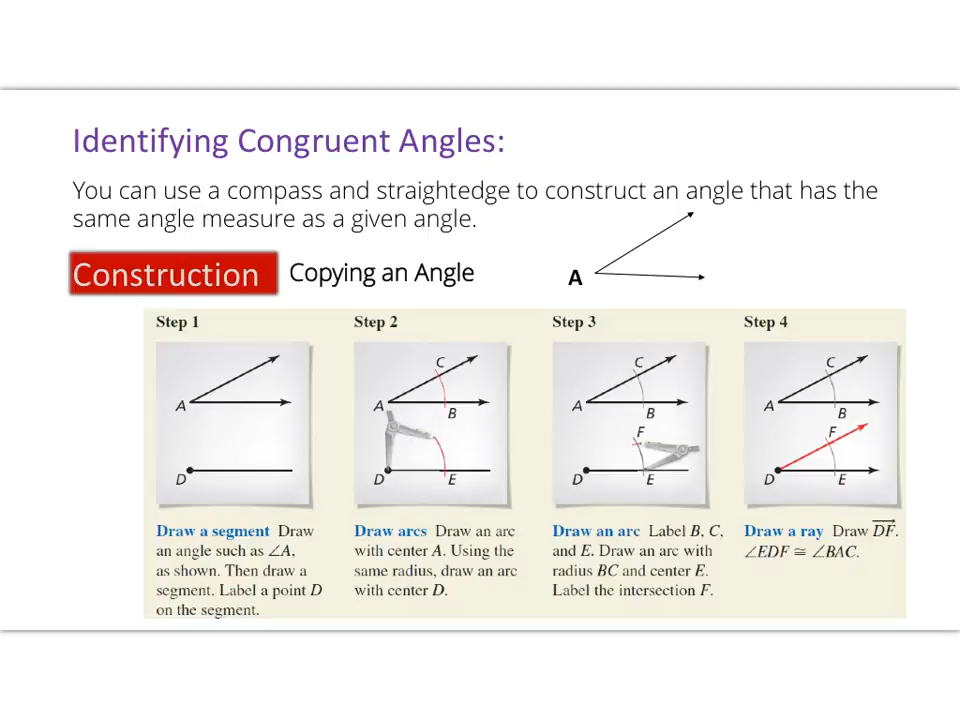 Identifying Congruent Angles:
You can use a compass and straightedge to construct an angle that has the
same angle measure as a given angle.
Construction
Copying an Angle
A
Step 1
A
D
Draw a segment Draw
an angle such as ∠A,
as shown. Then draw a
segment. Label a point D
on the segment.
Step 2
C
A
B
D
E
Draw arcs Draw an arc
with center A. Using the
same radius, draw an arc
with center D.
Step 3
C
A
B
F
D
E
Draw an arc Label B, C,
and E. Draw an arc with
radius BC and center E.
Label the intersection F.
Step 4
C
A
B
F
D
E
Draw a ray Draw $\overrightarrow{DF}$.
∠EDF ≅ ∠BAC.